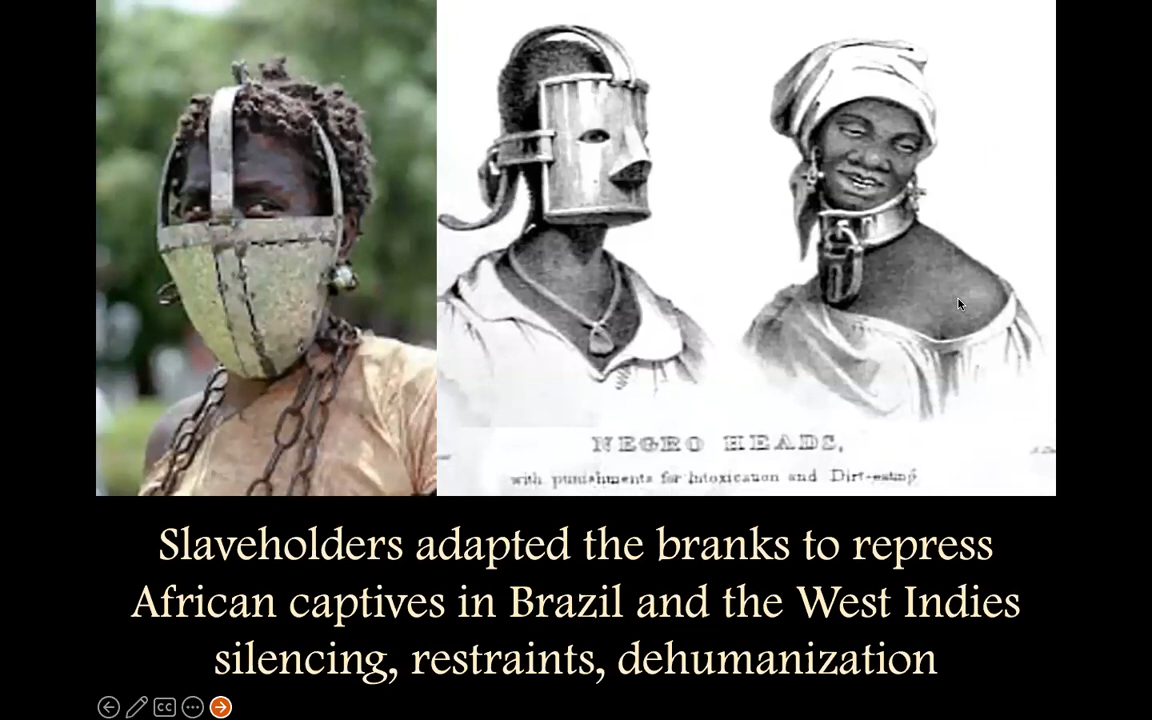 NEGRO HEADS,
with punishments for Intoxication and Dirt-eating
Slaveholders adapted the branks to repress
African captives in Brazil and the West Indies
silencing, restraints, dehumanization
CC